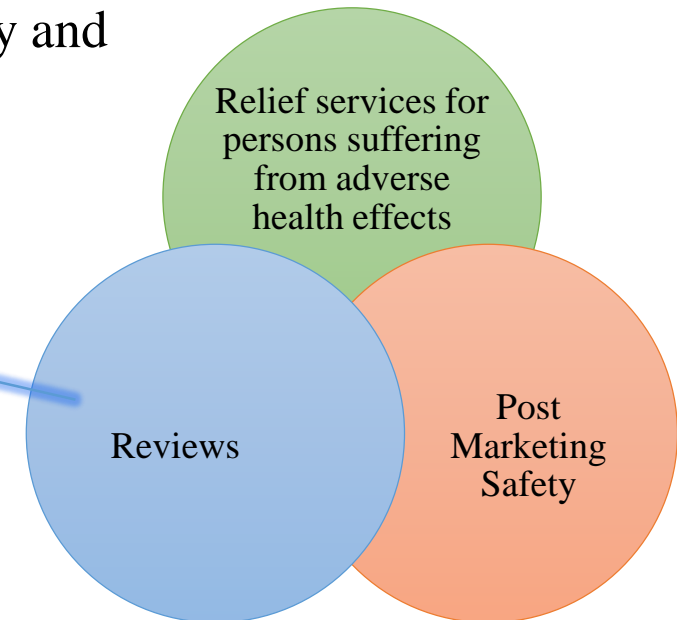 y and
Relief services for
persons suffering
from adverse
health effects
Reviews
Post
Marketing
Safety